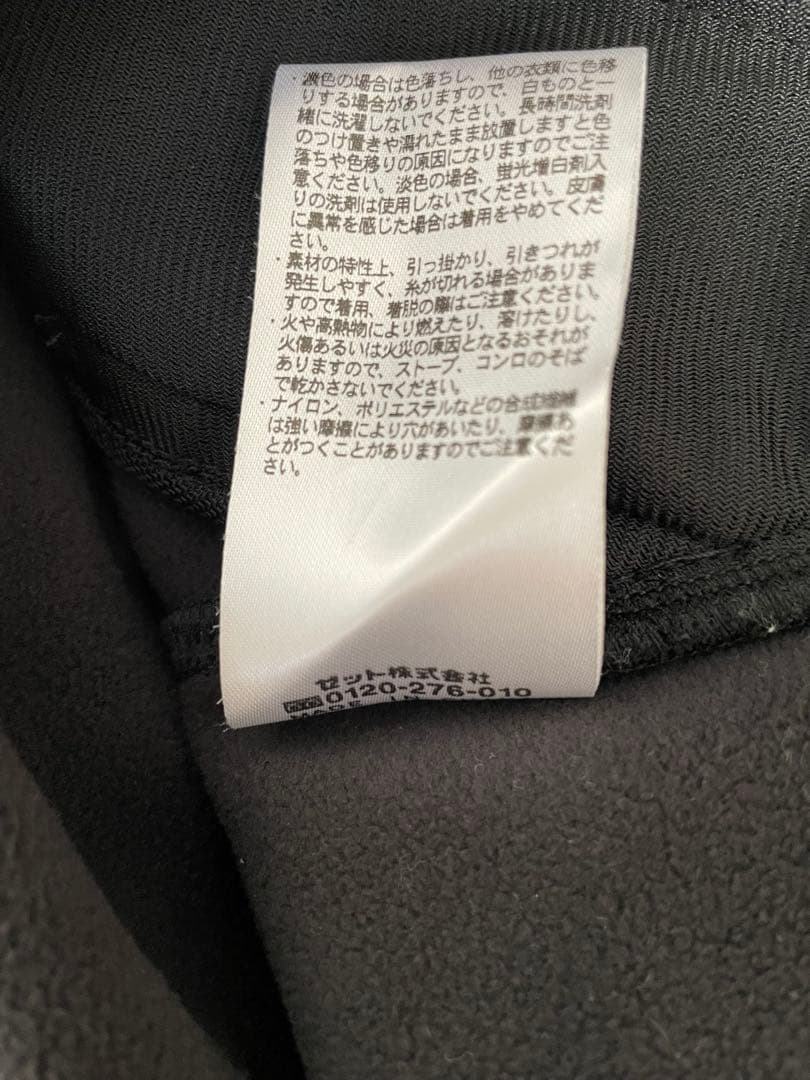 ・濃色の場合は色落ちし、他の衣類に色移
りする場合がありますので、白ものと一
緒に洗濯しないでください。長時間洗剤
のつけ置きや濡れたまま放置しますと色
落ちや色移りの原因になりますのでご注
意ください。淡色の場合、蛍光増白剤入
りの洗剤は使用しないでください。皮膚
に異常を感じた場合は着用をやめてくだ
さい。
・素材の特性上、引っ掛かり、引きつれが
発生しやすく、糸が切れる場合がありま
すので着用、着脱の際はご注意ください。
・火や高熱物により燃えたり、溶けたりし、
火傷あるいは火災の原因となるおそれが
ありますので、ストーブ、コンロのそば
で乾かさないでください。
・ナイロン、ポリエステルなどの合成繊維
は強い摩擦により穴があいたり、摩擦あ
とがつくことがありますのでご注意くだ
さい。
ゼット株式会社
0120-276-010
MADE IN